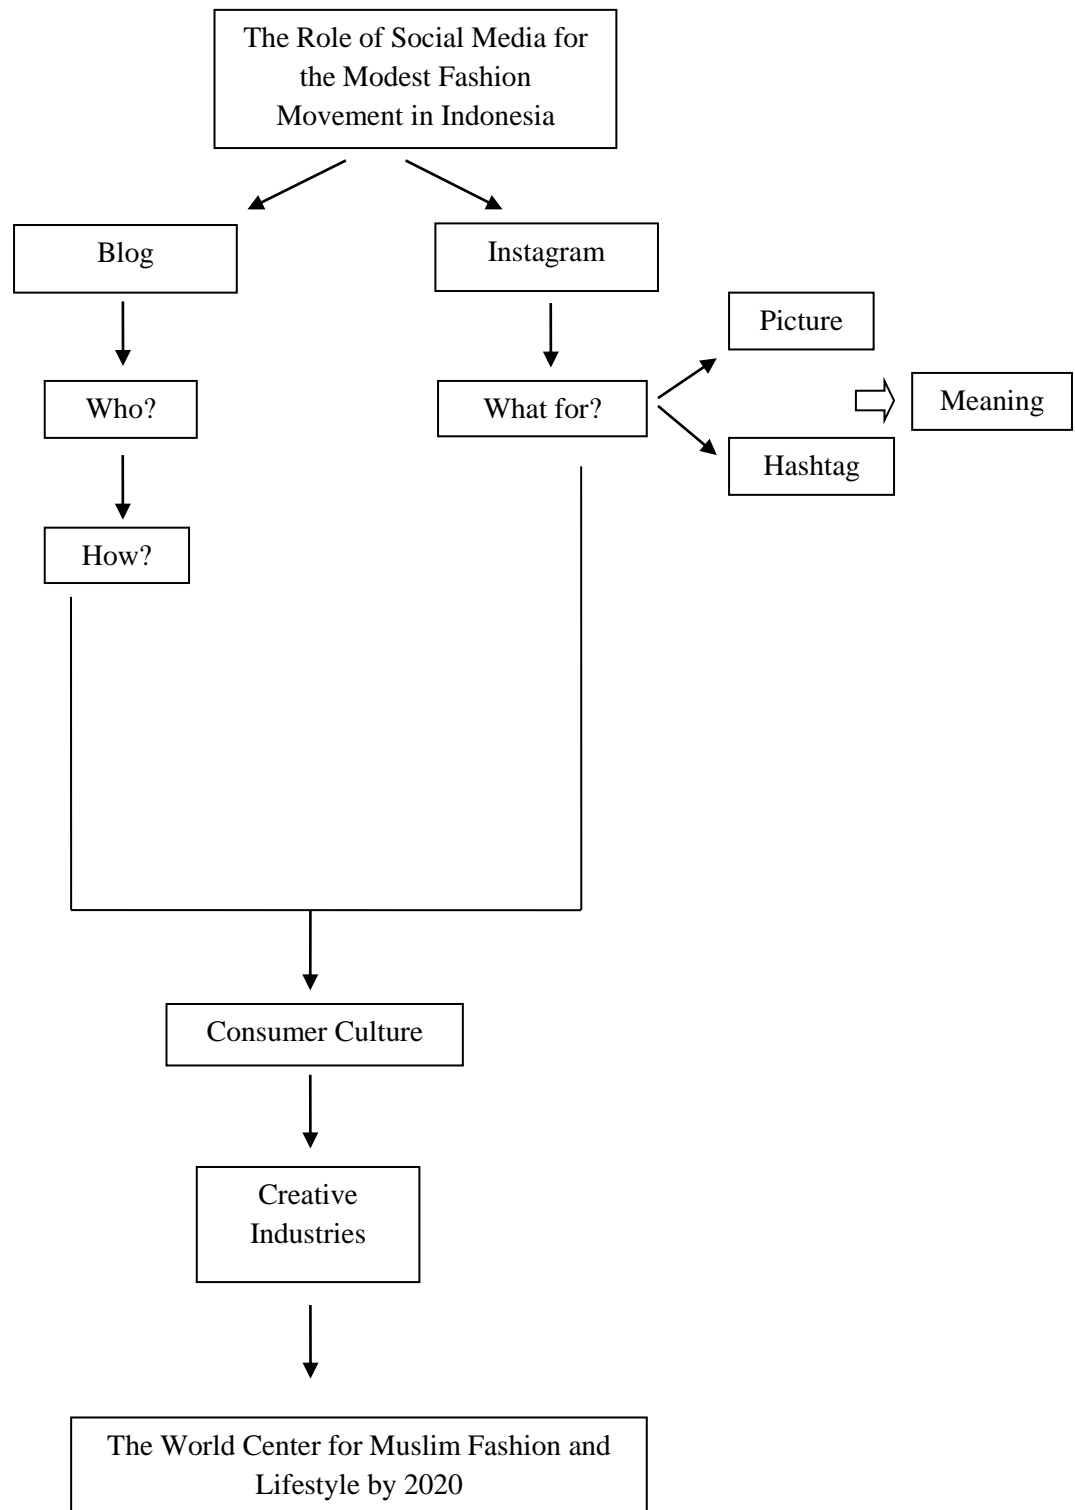 The Role of Social Media for
the Modest Fashion
Movement in Indonesia
Blog
Instagram
Picture
Who?
What for?
Meaning
Hashtag
How?
Consumer Culture
Creative
Industries
The World Center for Muslim Fashion and
Lifestyle by 2020